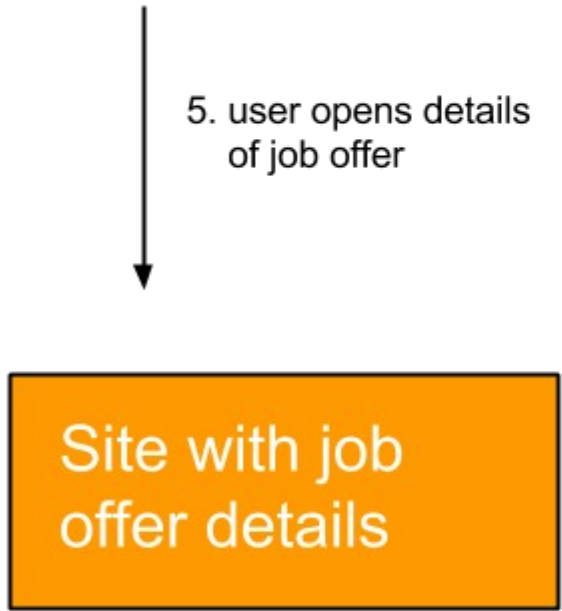 5. user opens details
of job offer
Site with job
offer details